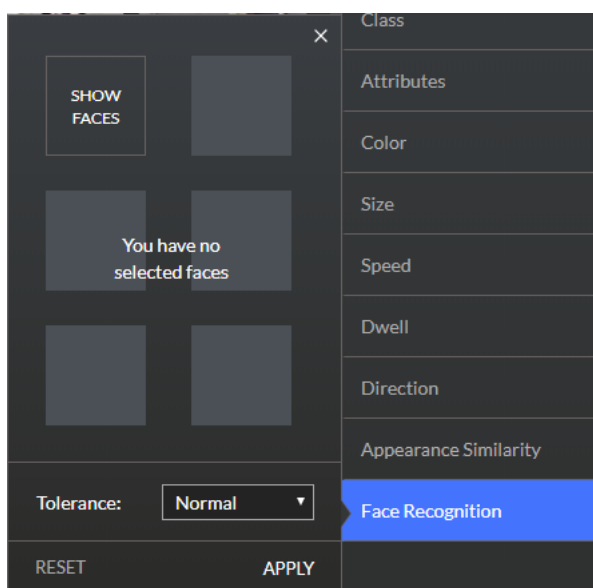 ×
SHOW
FACES
You have no
selected faces
Tolerance:
Normal
RESET
APPLY
Class
Attributes
Color
Size
Speed
Dwell
Direction
Appearance Similarity
Face Recognition